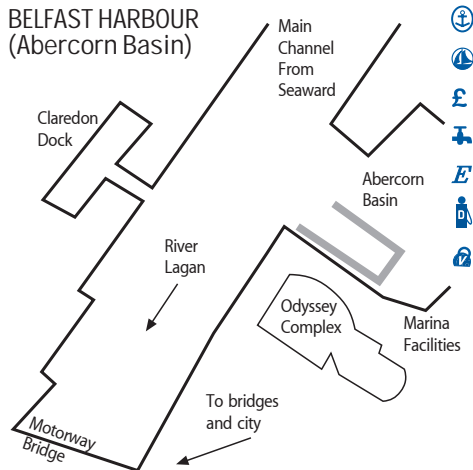 BELFAST HARBOUR
(Abercorn Basin)
Main
Channel
From
Seaward
Claredon
Dock
£
E
Abercorn
Basin
D
V
River
Lagan
Odyssey
Complex
Marina
Facilities
To bridges
and city
Motorway
Bridge